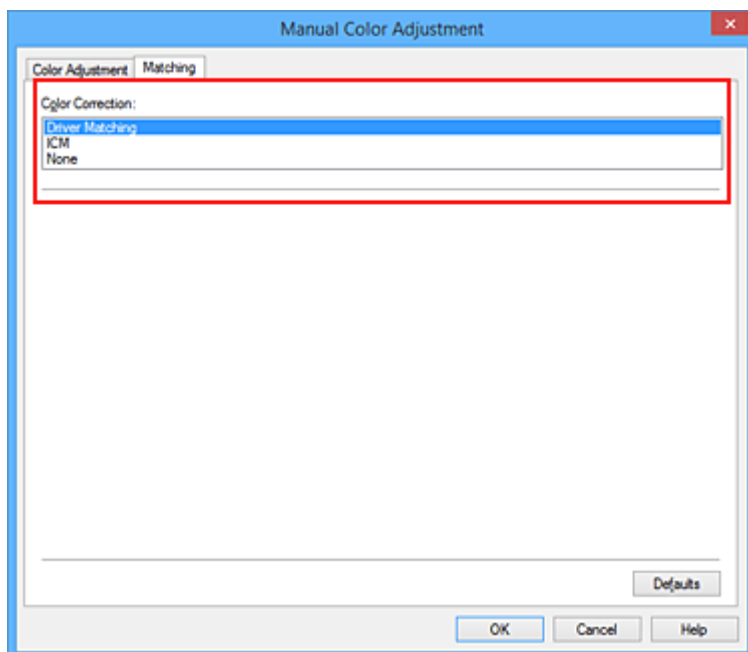 Manual Color Adjustment
Color Adjustment Matching
Color Correction:
Driver Matching
ICM
None
Defaults
OK Cancel Help